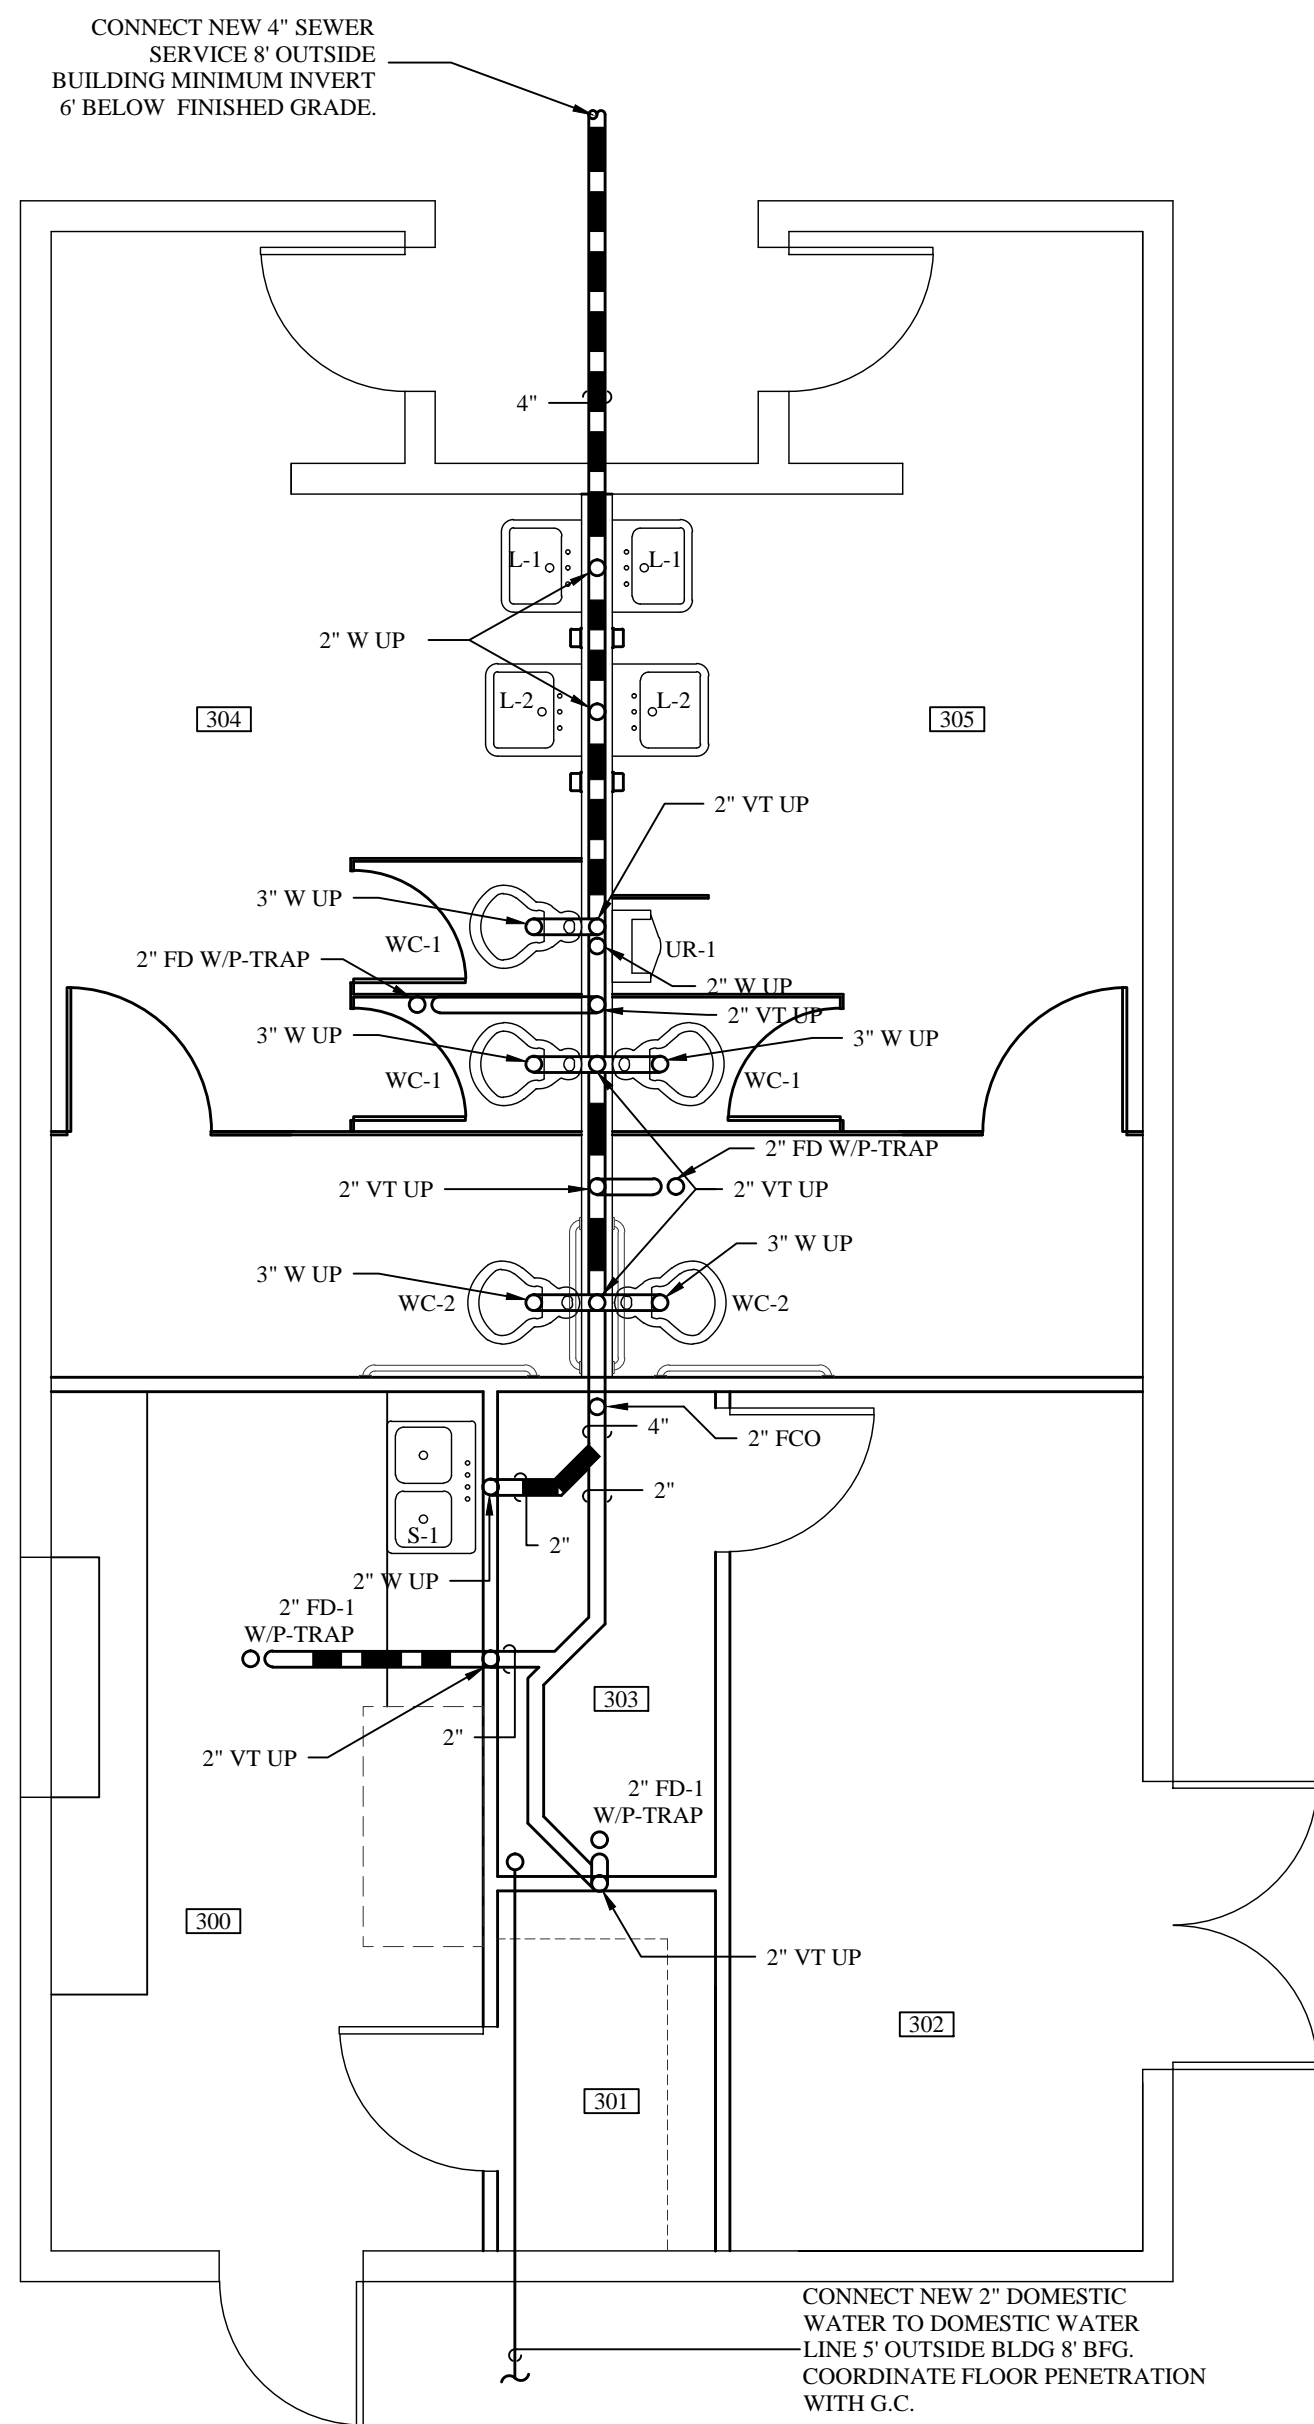 CONNECT NEW 4" SEWER
SERVICE 8' OUTSIDE
BUILDING MINIMUM INVERT
6' BELOW FINISHED GRADE.
4"
L-1
L-1
2" W UP
L-2
L-2
304
305
2" VT UP
3" W UP
WC-1
UR-1
2" FD W/P-TRAP
2" W UP
2" VT UP
3" W UP
3" W UP
WC-1
WC-1
2" FD W/P-TRAP
2" VT UP
2" VT UP
3" W UP
3" W UP
WC-2
WC-2
4"
2" FCO
2"
S-1
2"
2" W UP
2" FD-1
W/P-TRAP
303
2"
2" VT UP
2" FD-1
W/P-TRAP
300
2" VT UP
302
301
CONNECT NEW 2" DOMESTIC
WATER TO DOMESTIC WATER
LINE 5' OUTSIDE BLDG 8' BFG.
COORDINATE FLOOR PENETRATION
WITH G.C.